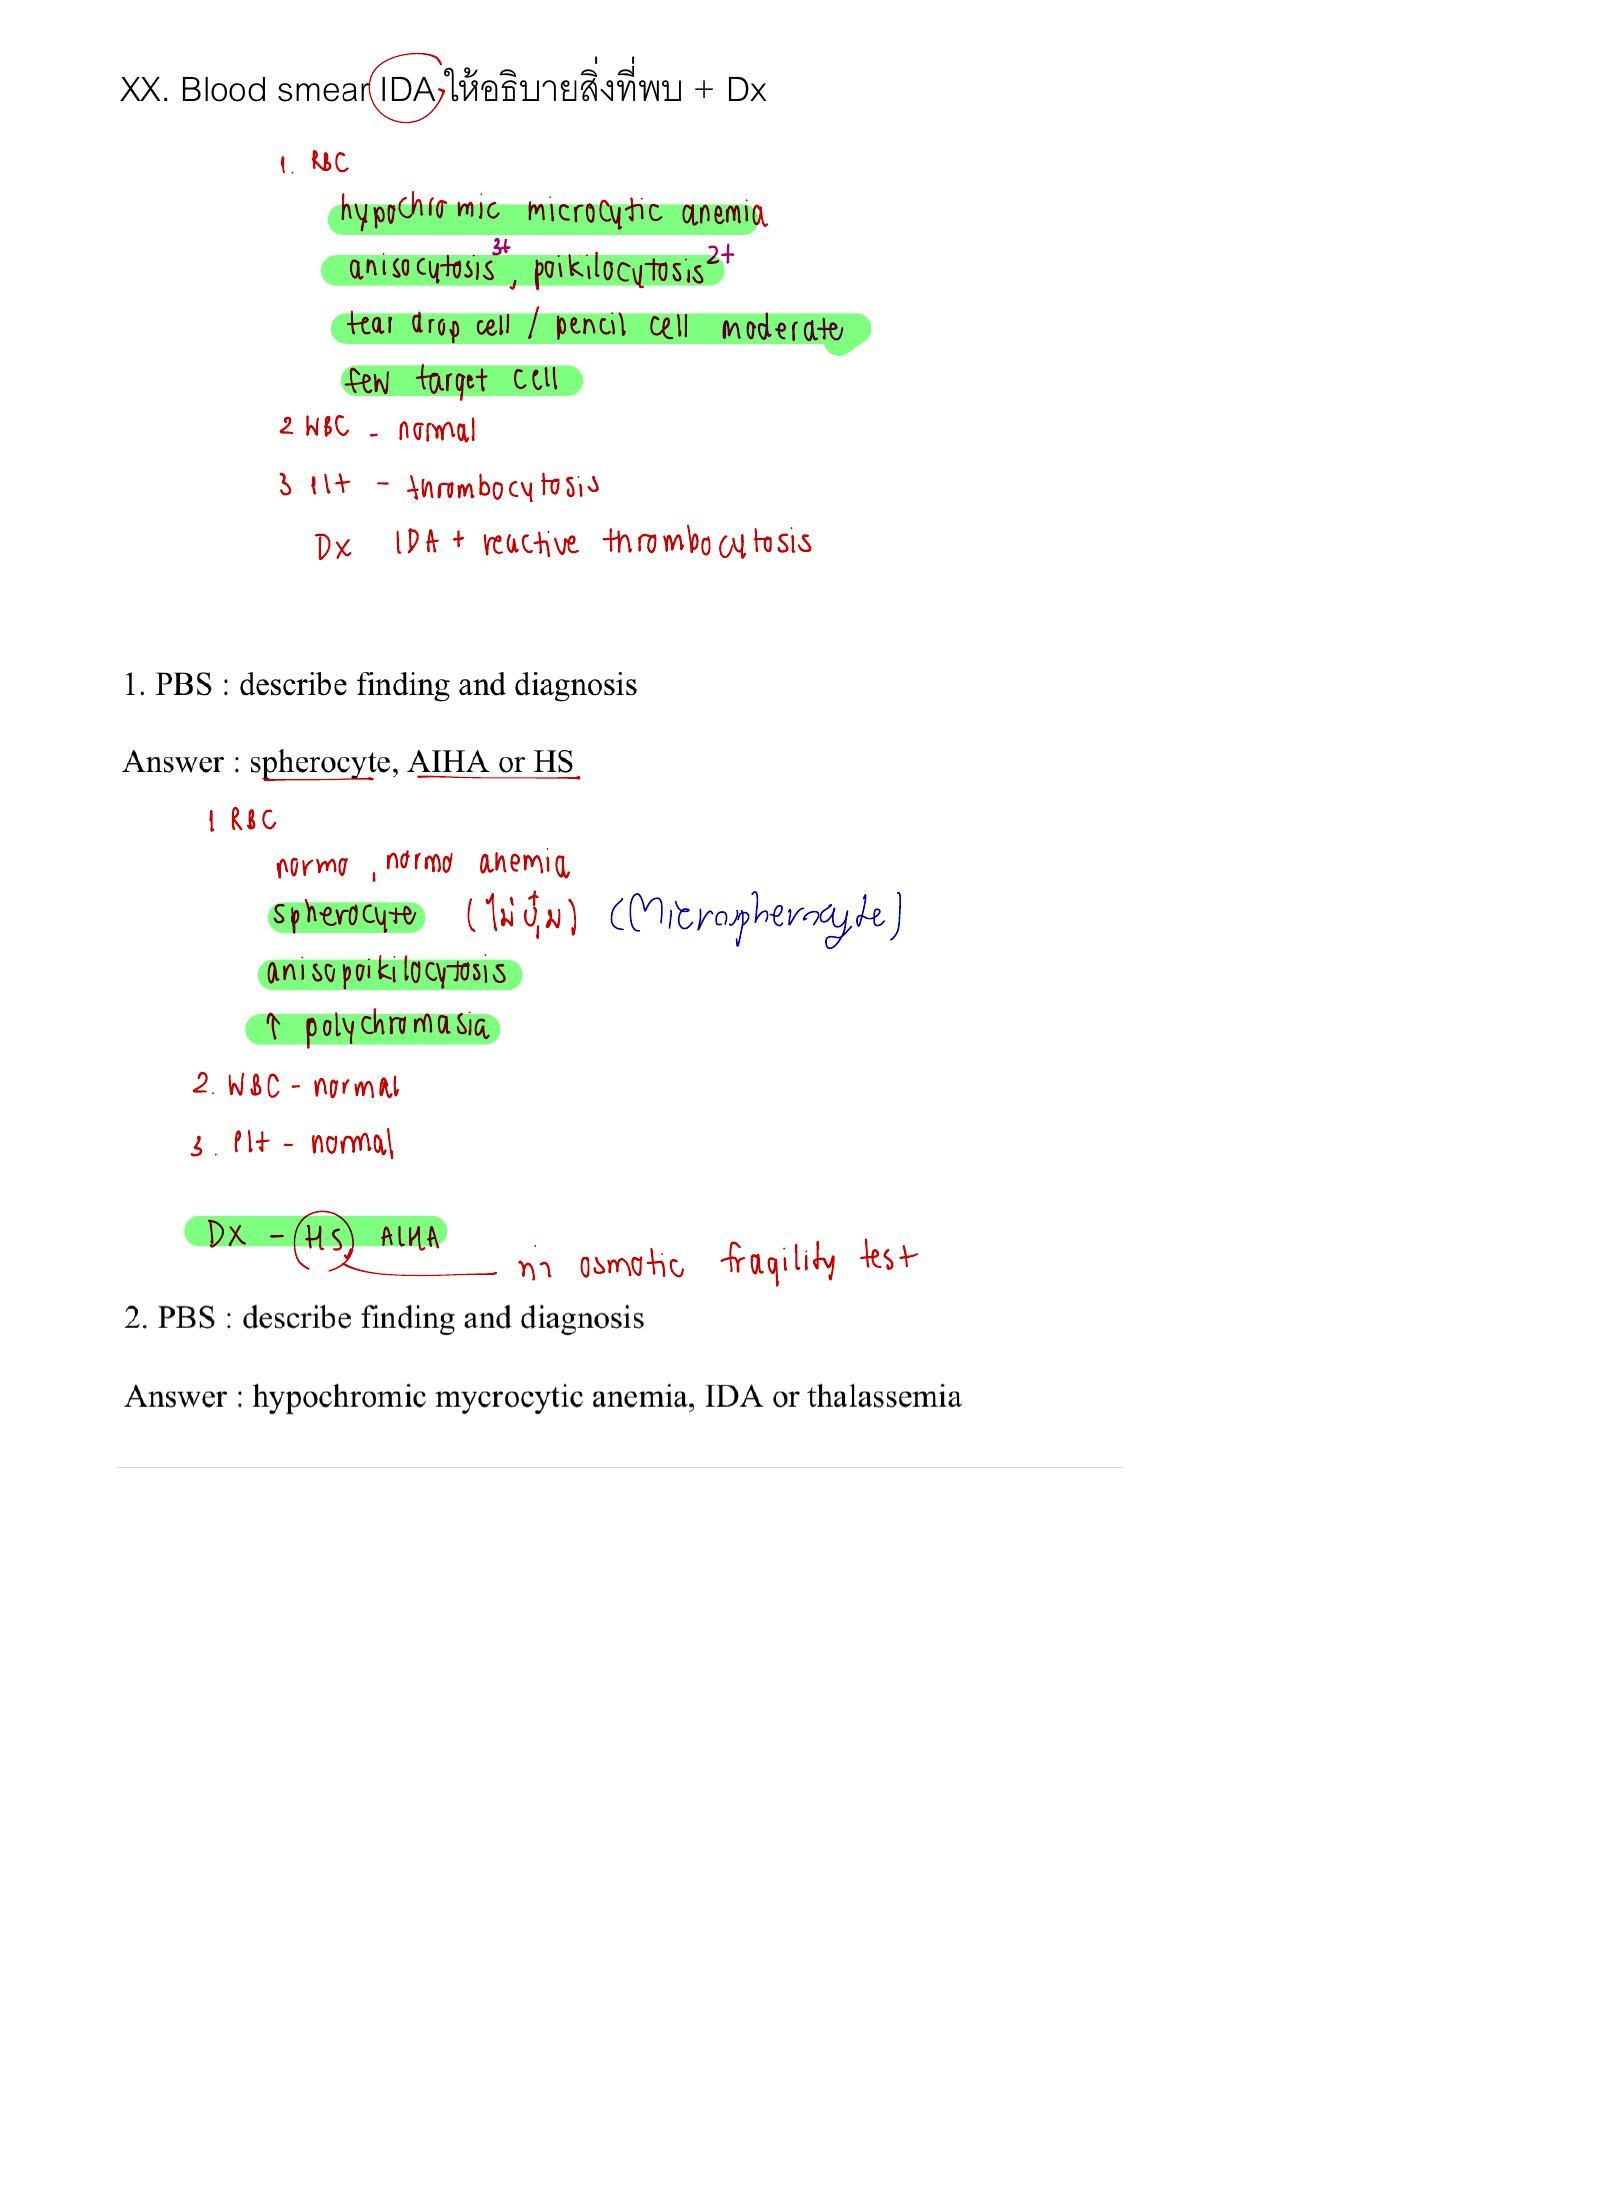 XX. Blood smear IDA, ให้อธิบายสิ่งที่พบ + Dx
1. RBC
hypochromic microcytic anemia
anisocytosis 3+, poikilocytosis 2+
tear drop cell / pencil cell moderate
few target cell
2 WBC - normal
3 Plt - thrombocytosis
Dx IDA + reactive thrombocytosis
1. PBS : describe finding and diagnosis
Answer : spherocyte, AIHA or HS
1 RBC
normo, normo anemia
spherocyte (ไม่บุ๋ม) (Microspherocyte)
anisopoikilocytosis
↑ polychromasia
2. WBC - normal
3. Plt - normal
DX - HS, AIHA
ทำ osmotic fragility test
2. PBS : describe finding and diagnosis
Answer : hypochromic mycrocytic anemia, IDA or thalassemia